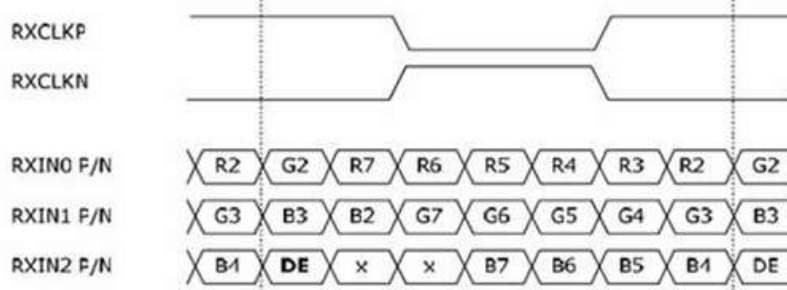 RXCLKP
RXCLKN
RXIN0 P/N R2 G2 R7 R6 R5 R4 R3 R2 G2
RXIN1 P/N G3 B3 B2 G7 G6 G5 G4 G3 B3
RXIN2 P/N B4 DE x x B7 B6 B5 B4 DE